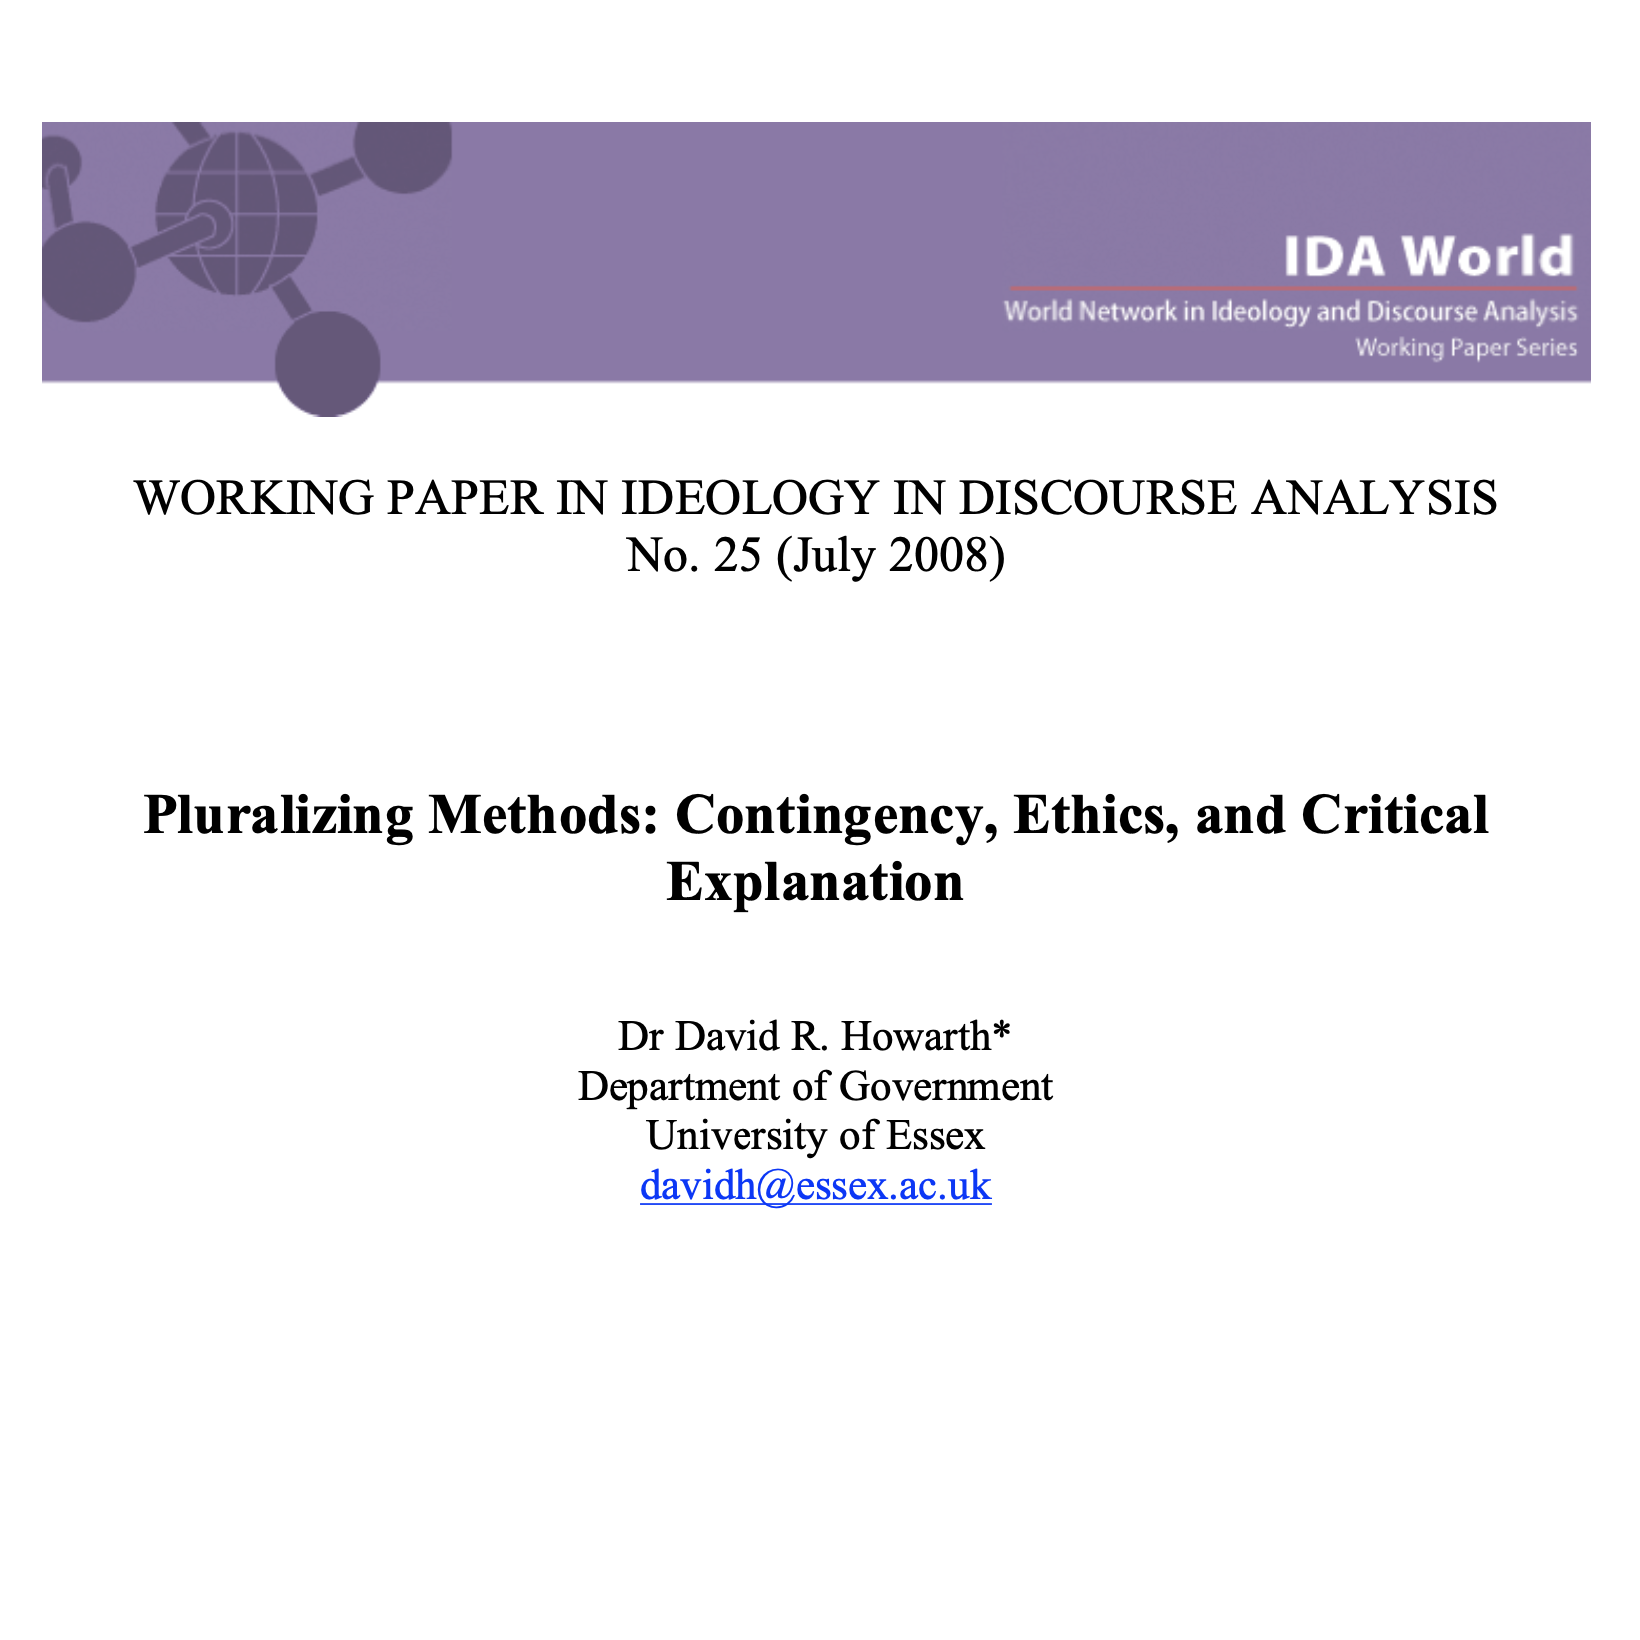 IDA World
World Network in Ideology and Discourse Analysis
Working Paper Series
WORKING PAPER IN IDEOLOGY IN DISCOURSE ANALYSIS
No. 25 (July 2008)
Pluralizing Methods: Contingency, Ethics, and Critical
Explanation
Dr David R. Howarth*
Department of Government
University of Essex
davidh@essex.ac.uk